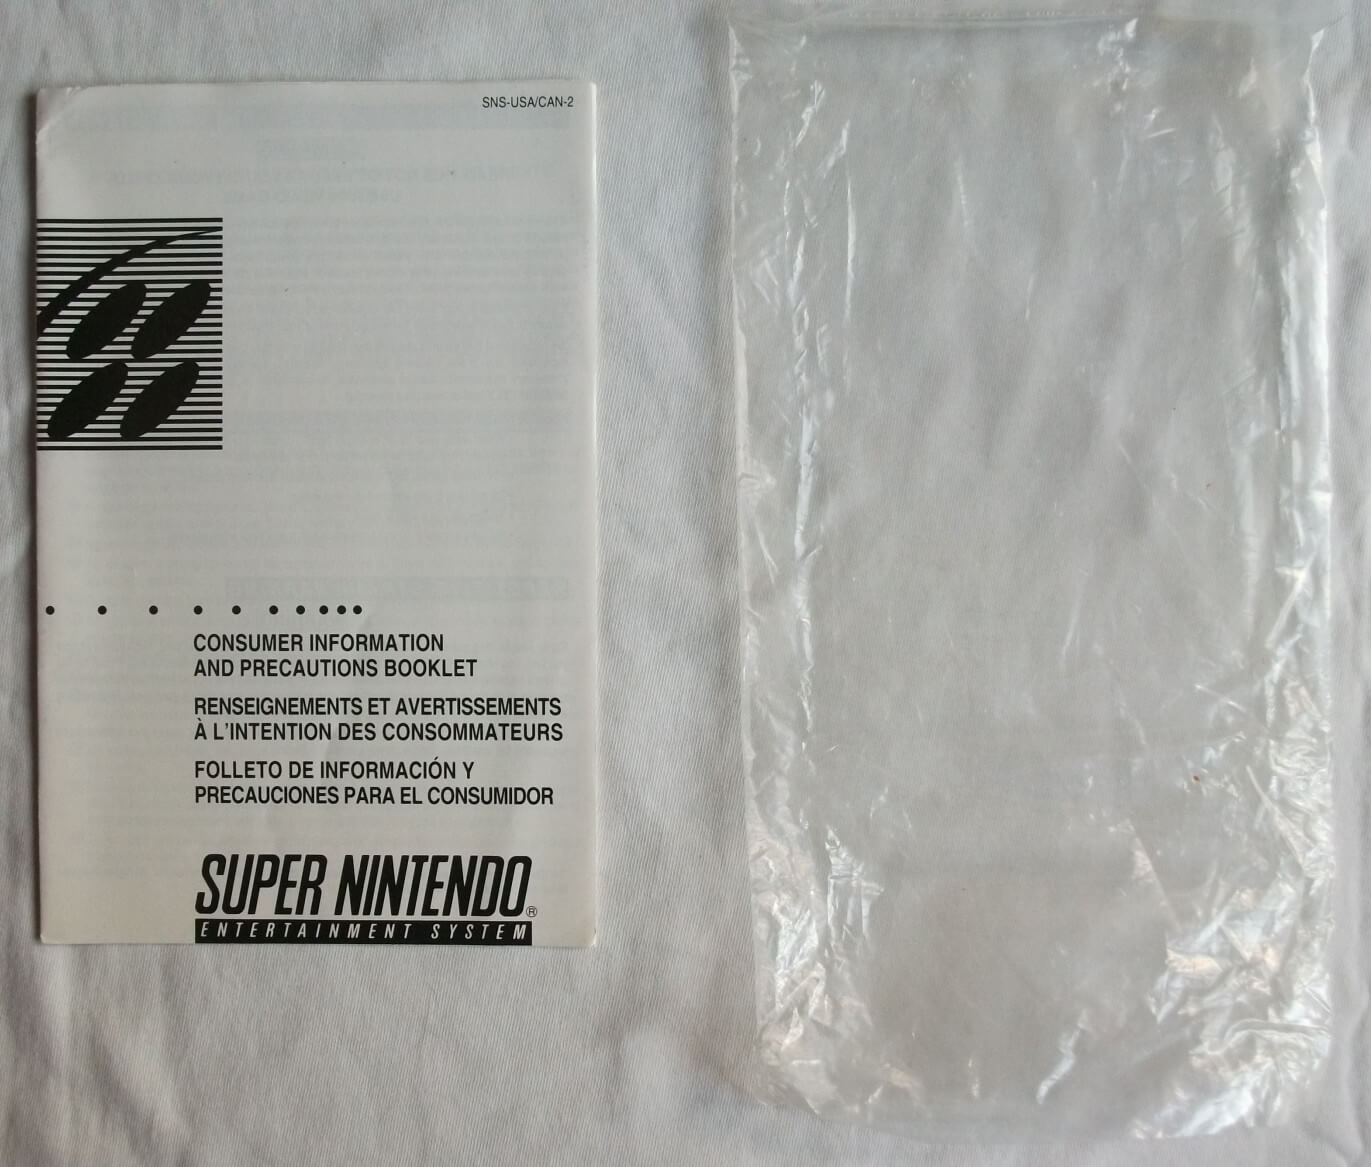 SNS-USA/CAN-2
CONSUMER INFORMATION
AND PRECAUTIONS BOOKLET
RENSEIGNEMENTS ET AVERTISSEMENTS
À L'INTENTION DES CONSOMMATEURS
FOLLETO DE INFORMACIÓN Y
PRECAUCIONES PARA EL CONSUMIDOR
SUPER NINTENDO®
ENTERTAINMENT SYSTEM